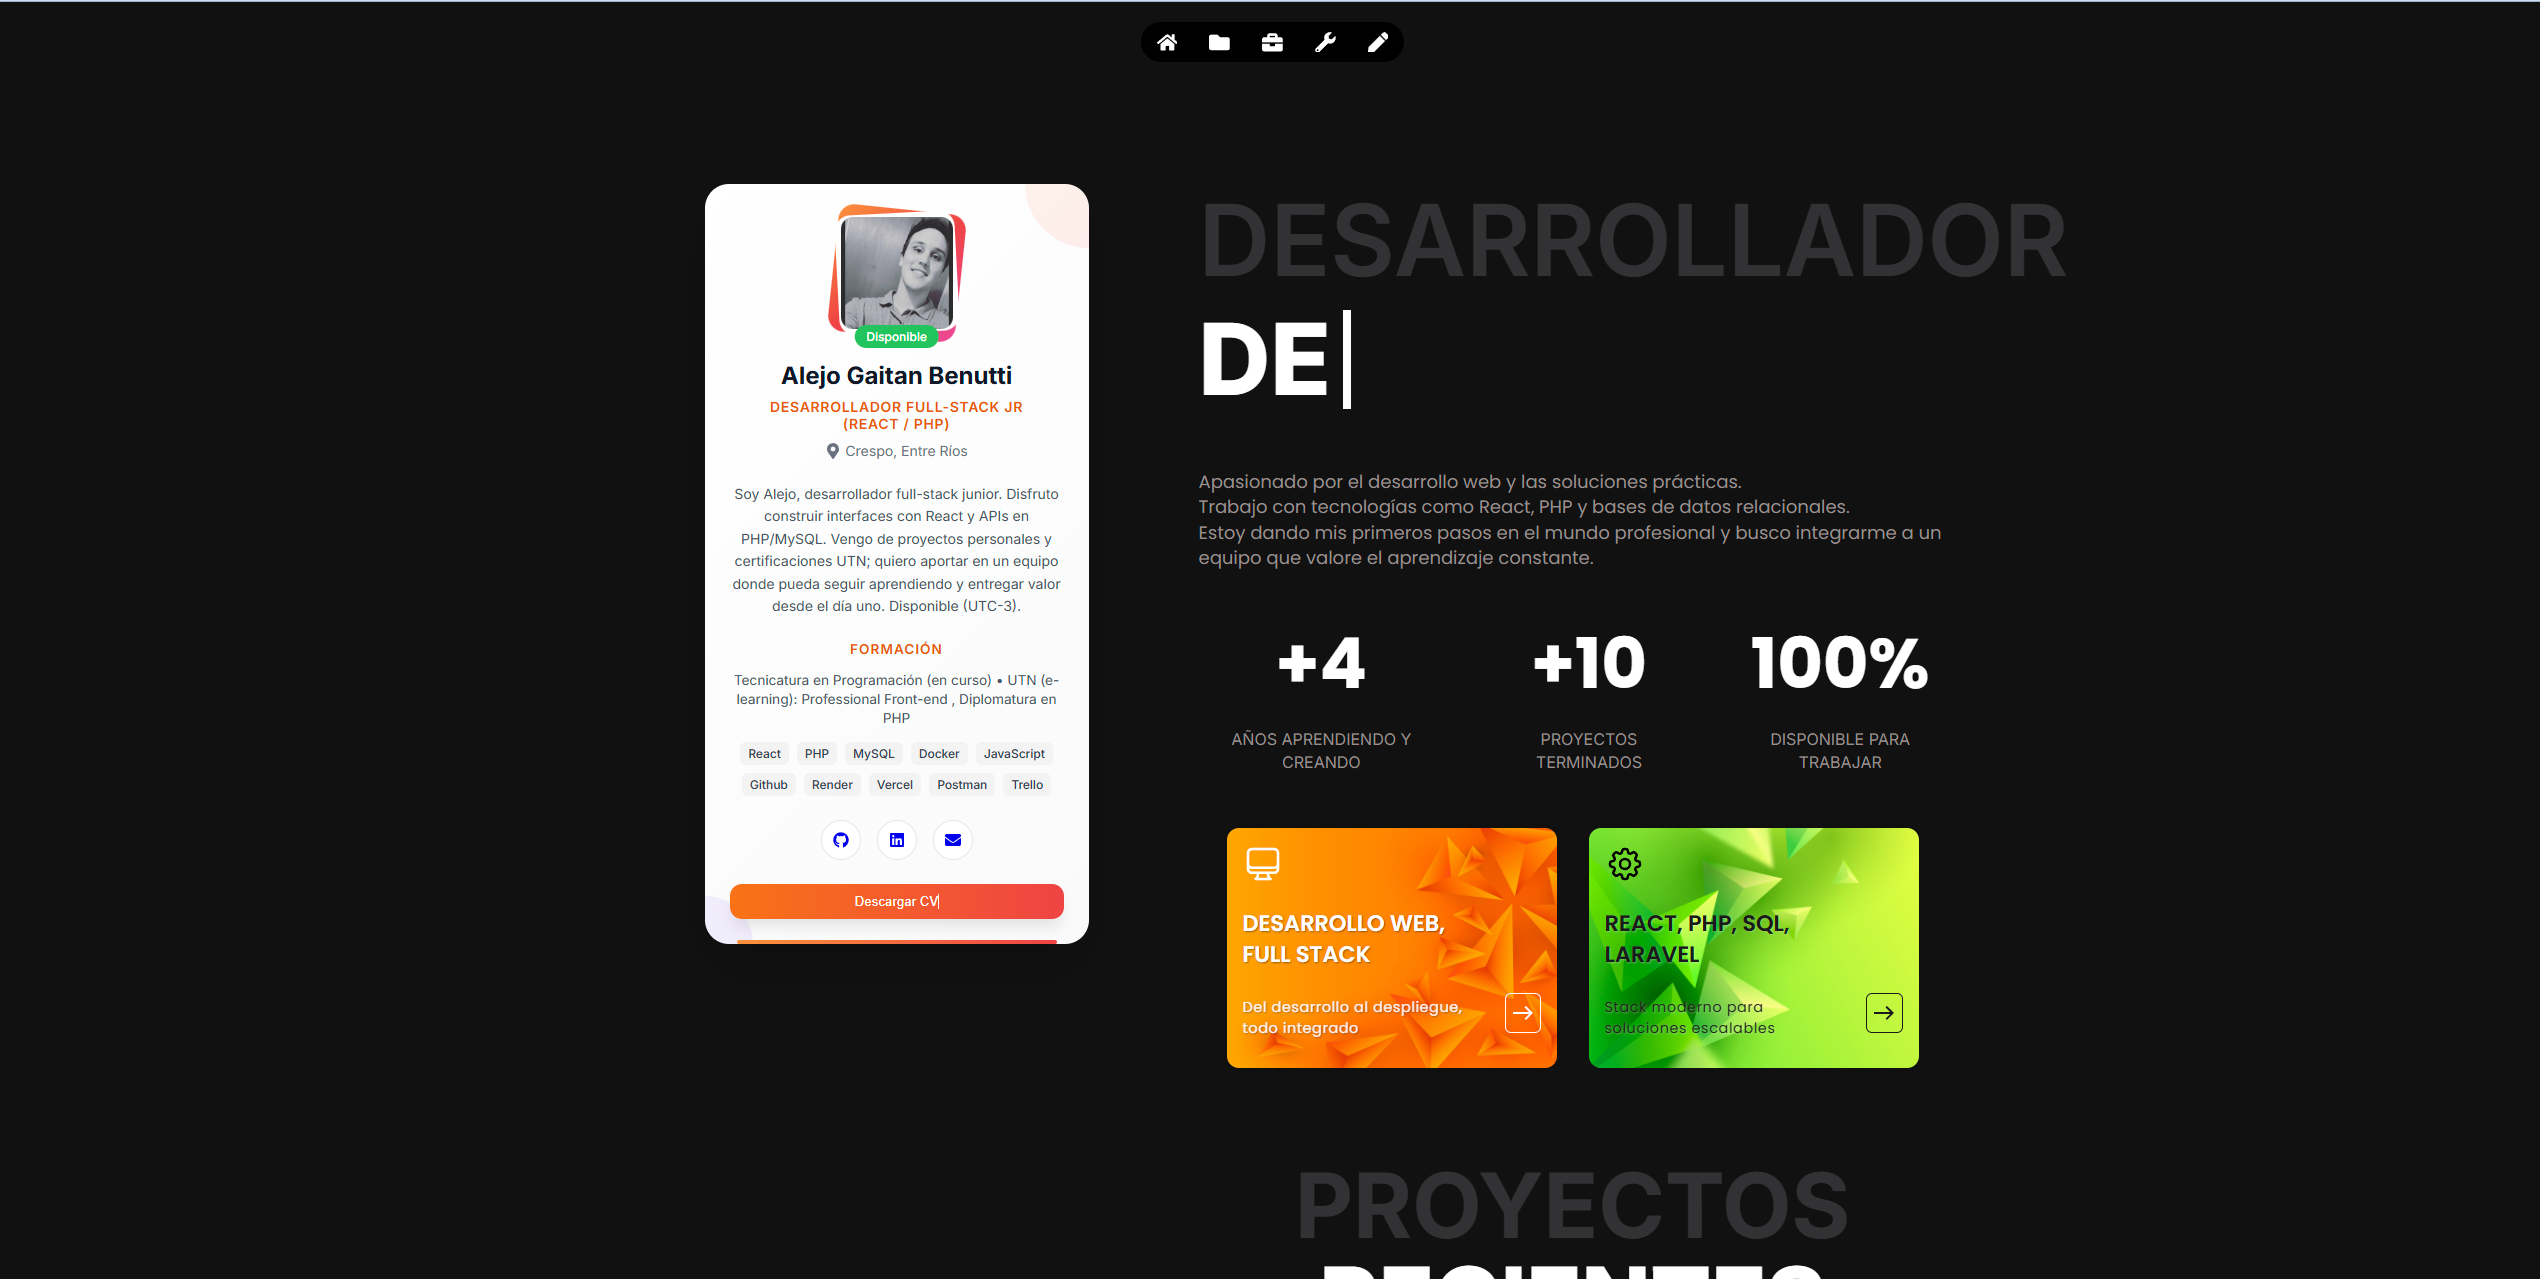 Disponible
Alejo Gaitan Benutti
DESARROLLADOR FULL-STACK JR
(REACT / PHP)
Crespo, Entre Ríos
Soy Alejo, desarrollador full-stack junior. Disfruto
construir interfaces con React y APIs en
PHP/MySQL. Vengo de proyectos personales y
certificaciones UTN; quiero aportar en un equipo
donde pueda seguir aprendiendo y entregar valor
desde el día uno. Disponible (UTC-3).
FORMACIÓN
Tecnicatura en Programación (en curso) • UTN (e-
learning): Professional Front-end , Diplomatura en
PHP
React PHP MySQL Docker JavaScript
Github Render Vercel Postman Trello
Descargar CV
DESARROLLADOR
DE
Apasionado por el desarrollo web y las soluciones prácticas.
Trabajo con tecnologías como React, PHP y bases de datos relacionales.
Estoy dando mis primeros pasos en el mundo profesional y busco integrarme a un
equipo que valore el aprendizaje constante.
+4
AÑOS APRENDIENDO Y
CREANDO
+10
PROYECTOS
TERMINADOS
100%
DISPONIBLE PARA
TRABAJAR
DESARROLLO WEB,
FULL STACK
Del desarrollo al despliegue,
todo integrado
REACT, PHP, SQL,
LARAVEL
Stack moderno para
soluciones escalables
PROYECTOS
RECIENTES